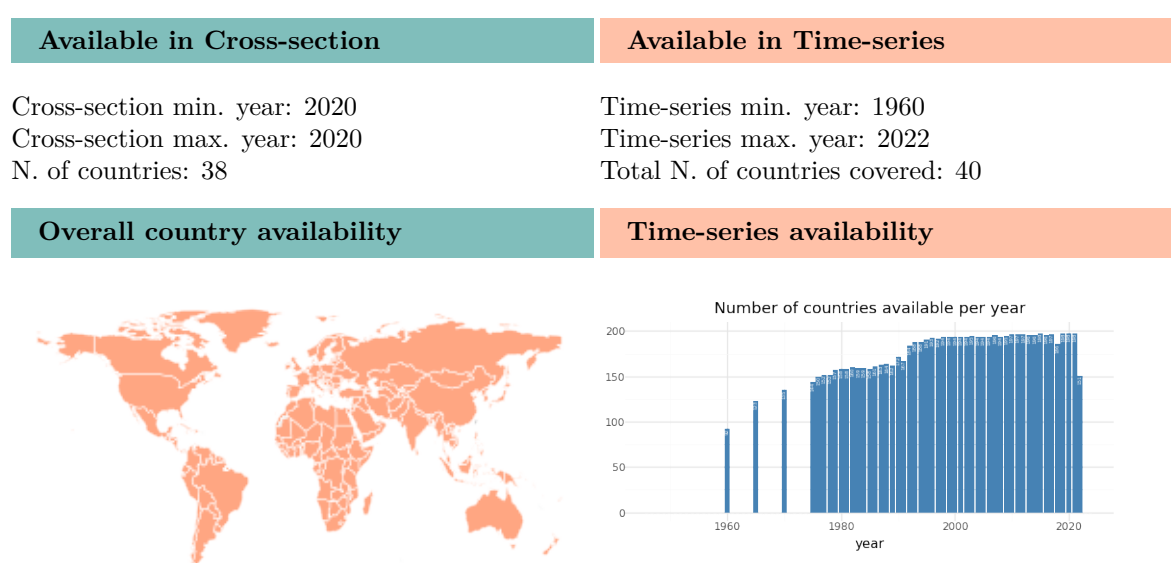 Available in Cross-section
Available in Time-series
Cross-section min. year: 2020
Cross-section max. year: 2020
N. of countries: 38
Time-series min. year: 1960
Time-series max. year: 2022
Total N. of countries covered: 40
Overall country availability
Time-series availability
Number of countries available per year
200
150
100
50
0
1960 1980 2000 2020
year